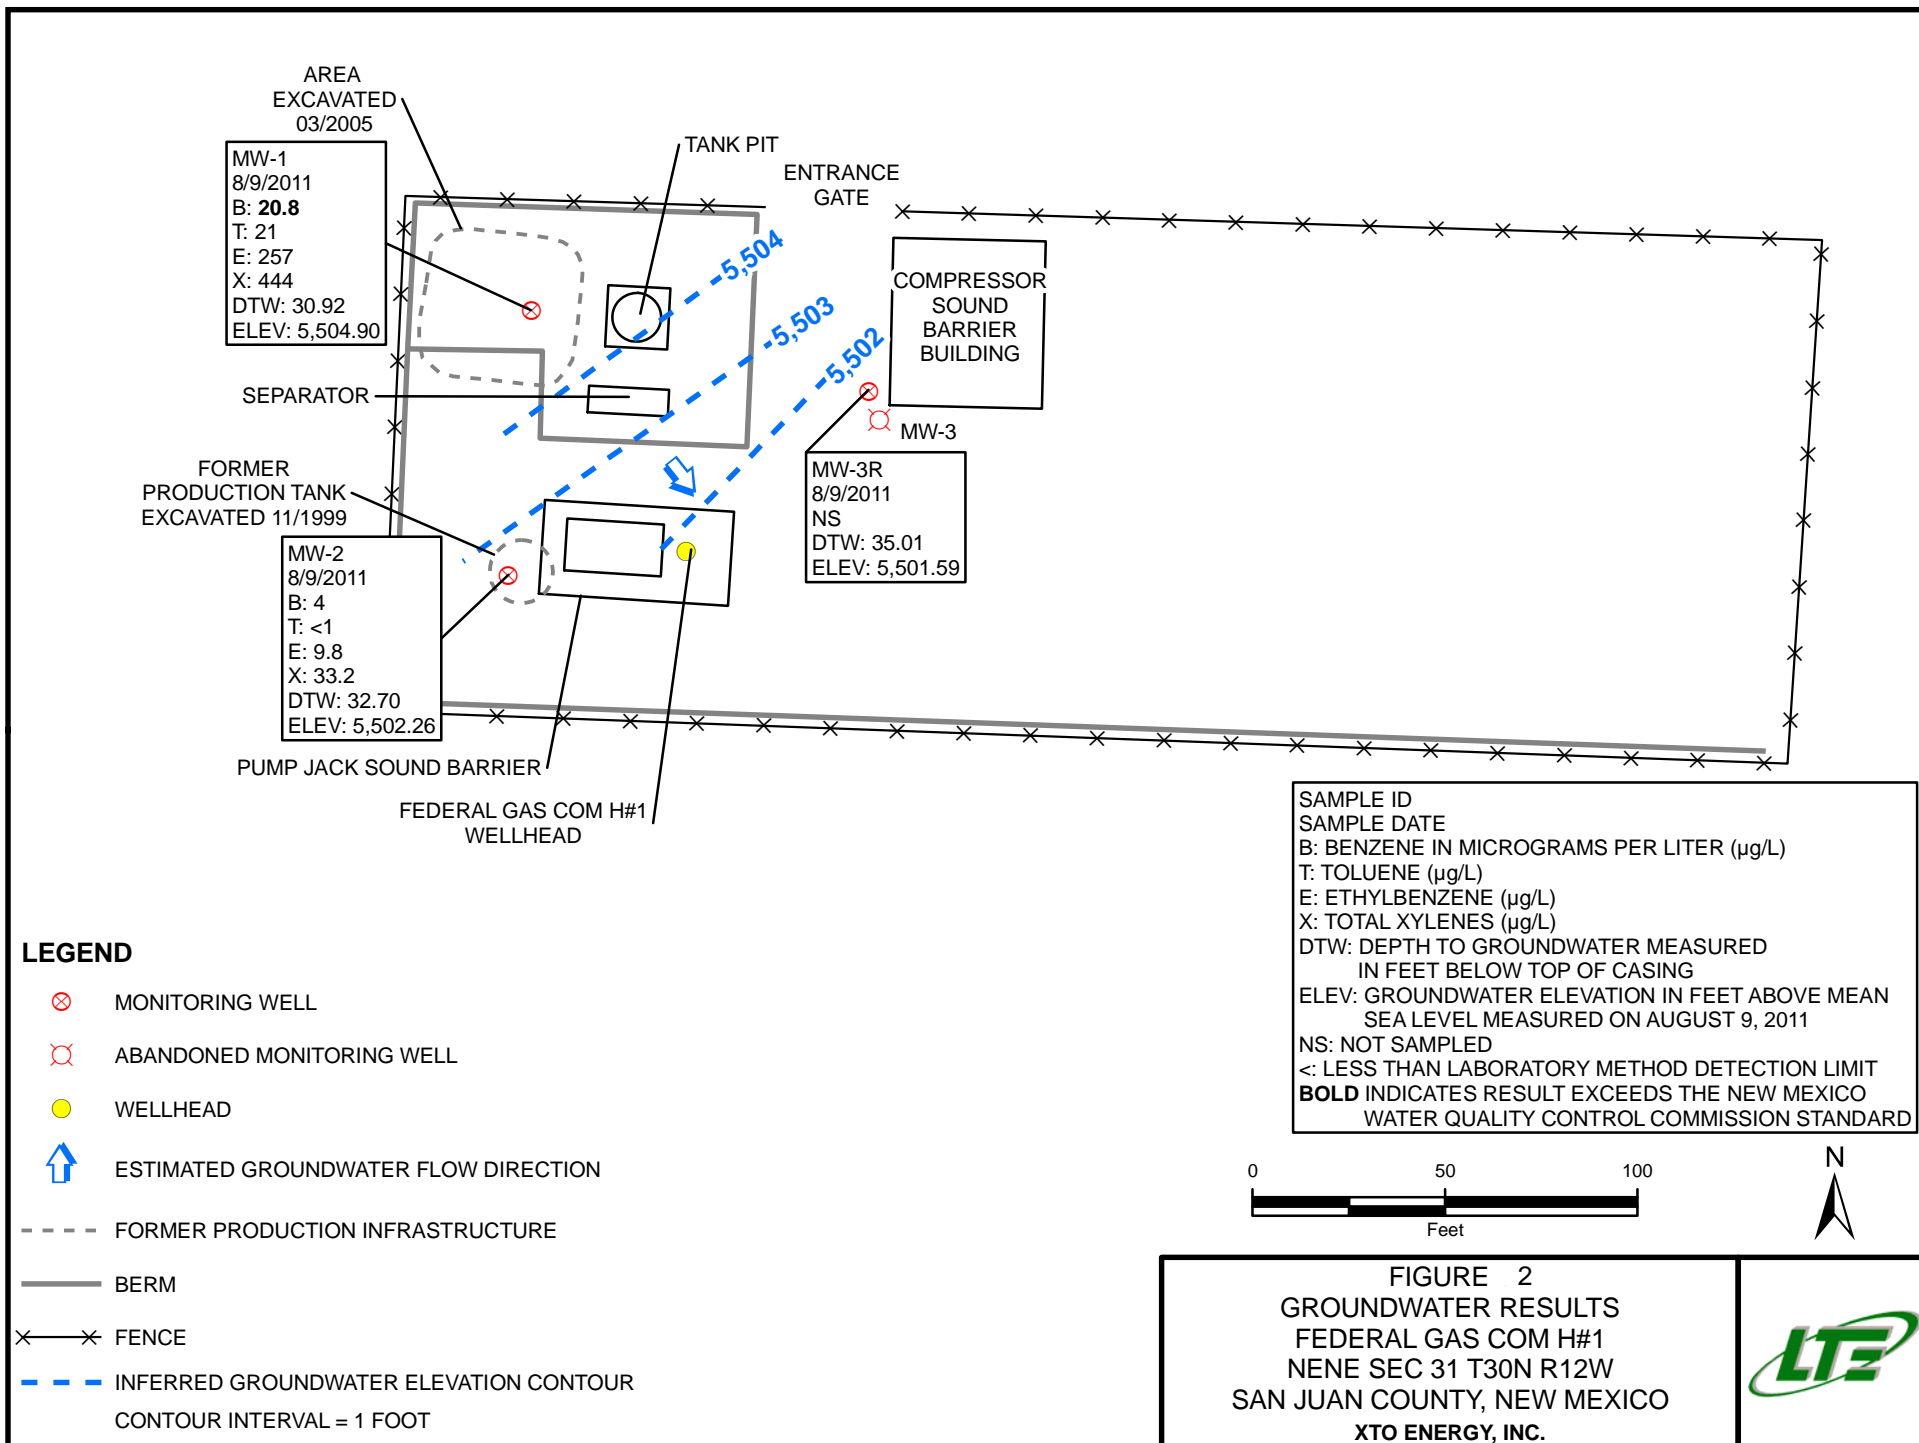 AREA
EXCAVATED
03/2005
MW-1
8/9/2011
B: 20.8
T: 21
E: 257
X: 444
DTW: 30.92
ELEV: 5,504.90
TANK PIT
ENTRANCE
GATE
5,504
5,503
5,502
COMPRESSOR
SOUND
BARRIER
BUILDING
SEPARATOR
MW-3
MW-3R
8/9/2011
NS
DTW: 35.01
ELEV: 5,501.59
FORMER
PRODUCTION TANK
EXCAVATED 11/1999
MW-2
8/9/2011
B: 4
T: <1
E: 9.8
X: 33.2
DTW: 32.70
ELEV: 5,502.26
PUMP JACK SOUND BARRIER
FEDERAL GAS COM H#1
WELLHEAD
SAMPLE ID
SAMPLE DATE
B: BENZENE IN MICROGRAMS PER LITER (µg/L)
T: TOLUENE (µg/L)
E: ETHYLBENZENE (µg/L)
X: TOTAL XYLENES (µg/L)
DTW: DEPTH TO GROUNDWATER MEASURED
IN FEET BELOW TOP OF CASING
ELEV: GROUNDWATER ELEVATION IN FEET ABOVE MEAN
SEA LEVEL MEASURED ON AUGUST 9, 2011
NS: NOT SAMPLED
<: LESS THAN LABORATORY METHOD DETECTION LIMIT
BOLD INDICATES RESULT EXCEEDS THE NEW MEXICO
WATER QUALITY CONTROL COMMISSION STANDARD
LEGEND
MONITORING WELL
ABANDONED MONITORING WELL
WELLHEAD
ESTIMATED GROUNDWATER FLOW DIRECTION
FORMER PRODUCTION INFRASTRUCTURE
BERM
FENCE
INFERRED GROUNDWATER ELEVATION CONTOUR
CONTOUR INTERVAL = 1 FOOT
0 50 100
Feet
N
FIGURE 2
GROUNDWATER RESULTS
FEDERAL GAS COM H#1
NENE SEC 31 T30N R12W
SAN JUAN COUNTY, NEW MEXICO
XTO ENERGY, INC.
LTE